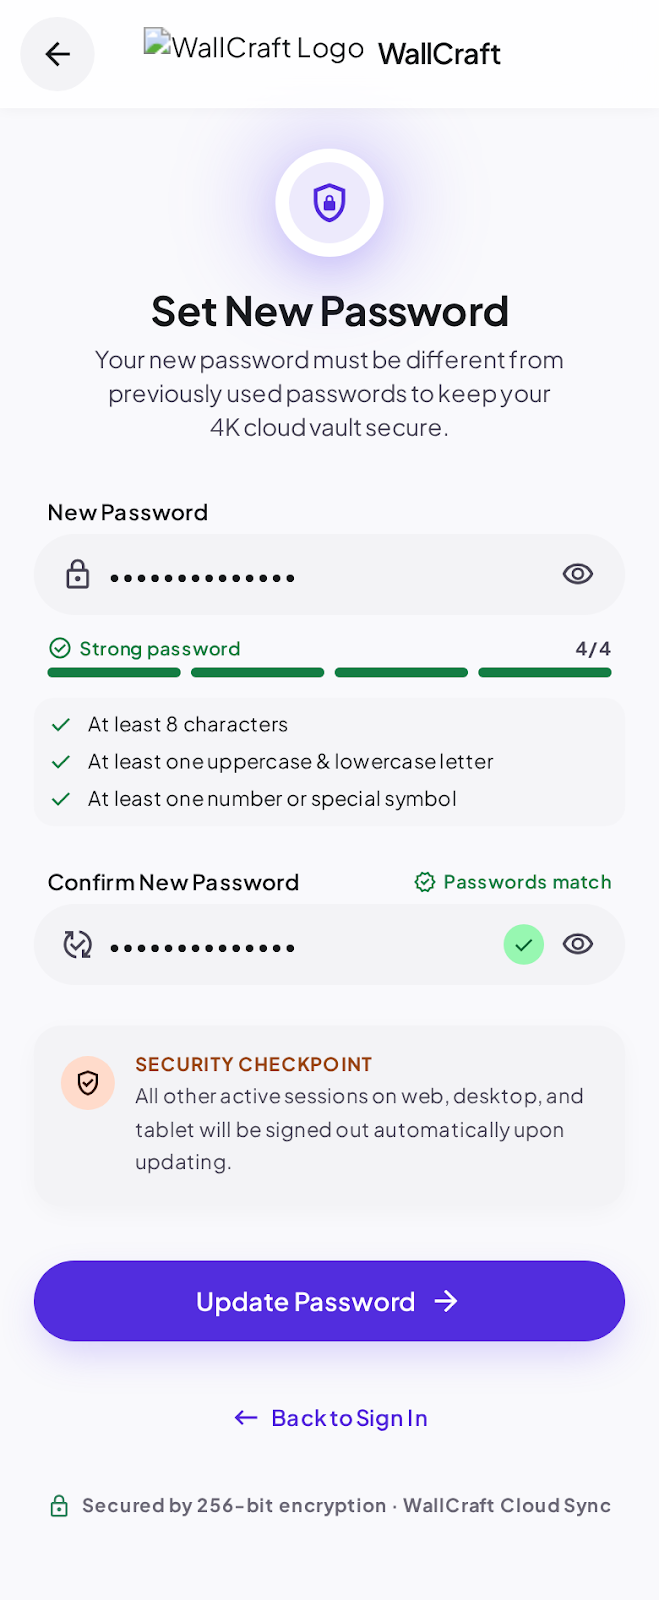 WallCraft Logo WallCraft
Set New Password
Your new password must be different from
previously used passwords to keep your
4K cloud vault secure.
New Password
Strong password 4/4
At least 8 characters
At least one uppercase & lowercase letter
At least one number or special symbol
Confirm New Password Passwords match
SECURITY CHECKPOINT
All other active sessions on web, desktop, and
tablet will be signed out automatically upon
updating.
Update Password
Back to Sign In
Secured by 256-bit encryption · WallCraft Cloud Sync